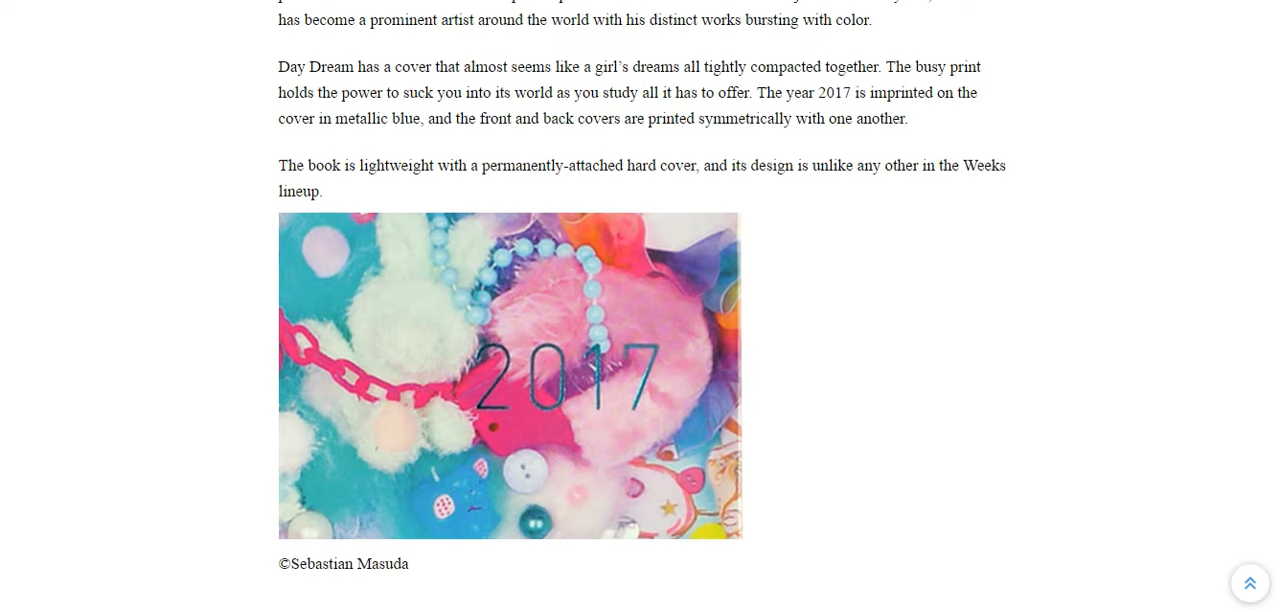 has become a prominent artist around the world with his distinct works bursting with color.
Day Dream has a cover that almost seems like a girl’s dreams all tightly compacted together. The busy print
holds the power to suck you into its world as you study all it has to offer. The year 2017 is imprinted on the
cover in metallic blue, and the front and back covers are printed symmetrically with one another.
The book is lightweight with a permanently-attached hard cover, and its design is unlike any other in the Weeks
lineup.
2017
©Sebastian Masuda